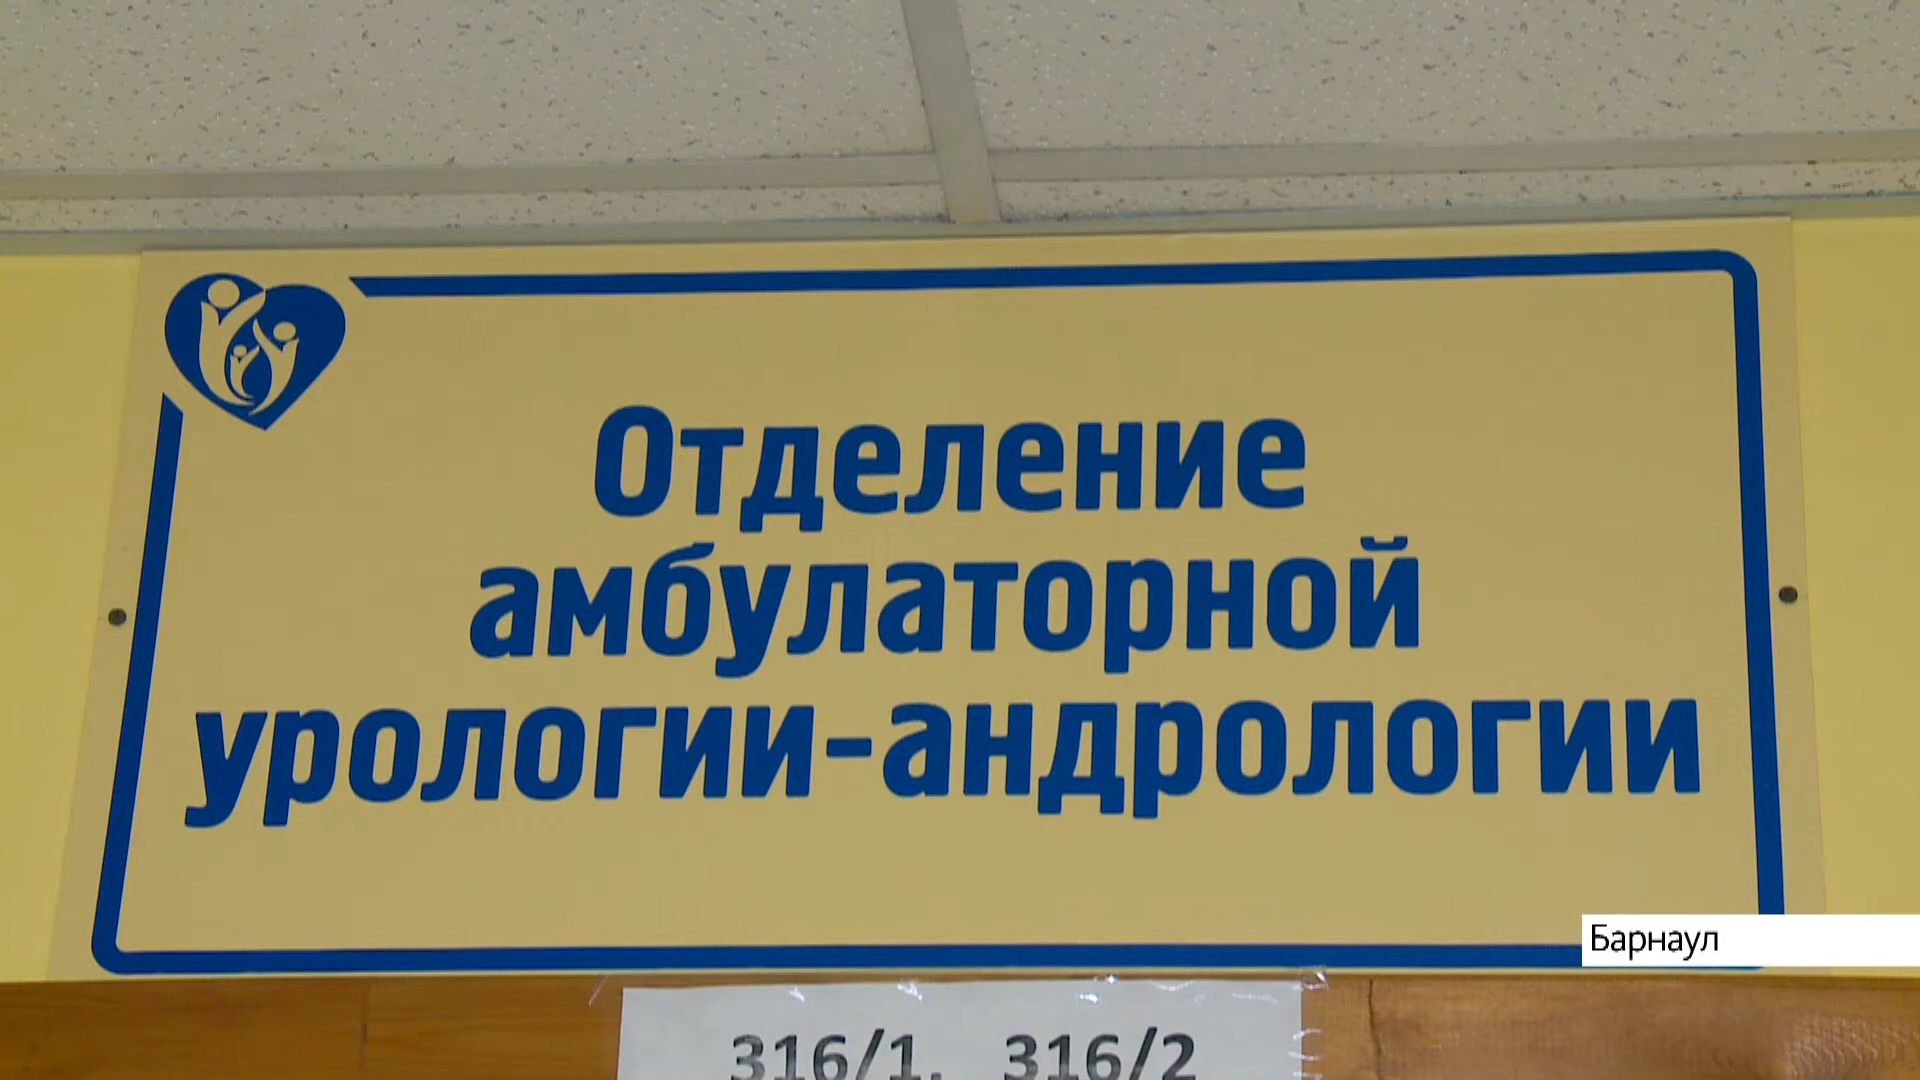 Отделение
амбулаторной
урологии-андрологии
Барнаул
316/1, 316/2